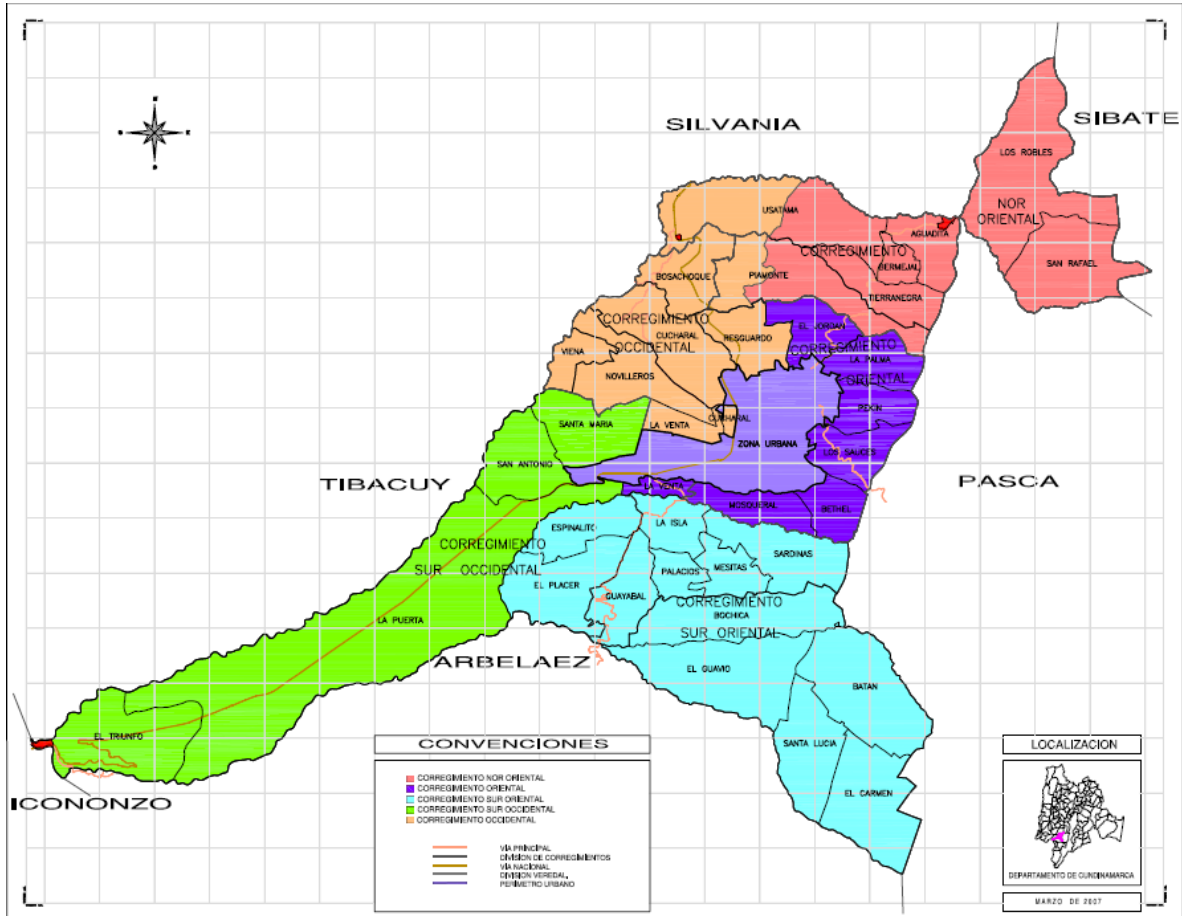 SILVANIA
SIBATE
LOS ROBLES
NOR
ORIENTAL
USATAMA
AGUADITA
CORREGIMIENTO
BERMEJAL
SAN RAFAEL
BOSACHOQUE
PIAMONTE
TIERRANEGRA
CORREGIMIENTO
OCCIDENTAL
CUCHARAL
RESGUARDO
EL JORDAN
CORREGIMIENTO
ORIENTAL
LA PALMA
VIENA
NOVILLEROS
SANTA MARIA
LA VENTA
CUCHARAL
ZONA URBANA
LOS SAUCES
SAN ANTONIO
TIBACUY
PASCA
LA VENTA
MOSQUERAL
BETHEL
ESPINALITO
LA ISLA
CORREGIMIENTO
SUR OCCIDENTAL
SARDINAS
EL PLACER
PALACIOS
MESITAS
GUAYABAL
CORREGIMIENTO
BOCHICA
SUR ORIENTAL
LA PUERTA
ARBELAEZ
EL GUAVIO
BATAN
EL TRIUNFO
SANTA LUCIA
EL CARMEN
ICONONZO
CONVENCIONES
CORREGIMIENTO NOR ORIENTAL
CORREGIMIENTO ORIENTAL
CORREGIMIENTO SUR ORIENTAL
CORREGIMIENTO SUR OCCIDENTAL
CORREGIMIENTO OCCIDENTAL
VIA PRINCIPAL
DIVISION DE CORREGIMIENTOS
VIA NACIONAL
DIVISION VEREDAL,
PERIMETRO URBANO
LOCALIZACION
DEPARTAMENTO DE CUNDINAMARCA
MARZO DE 2007